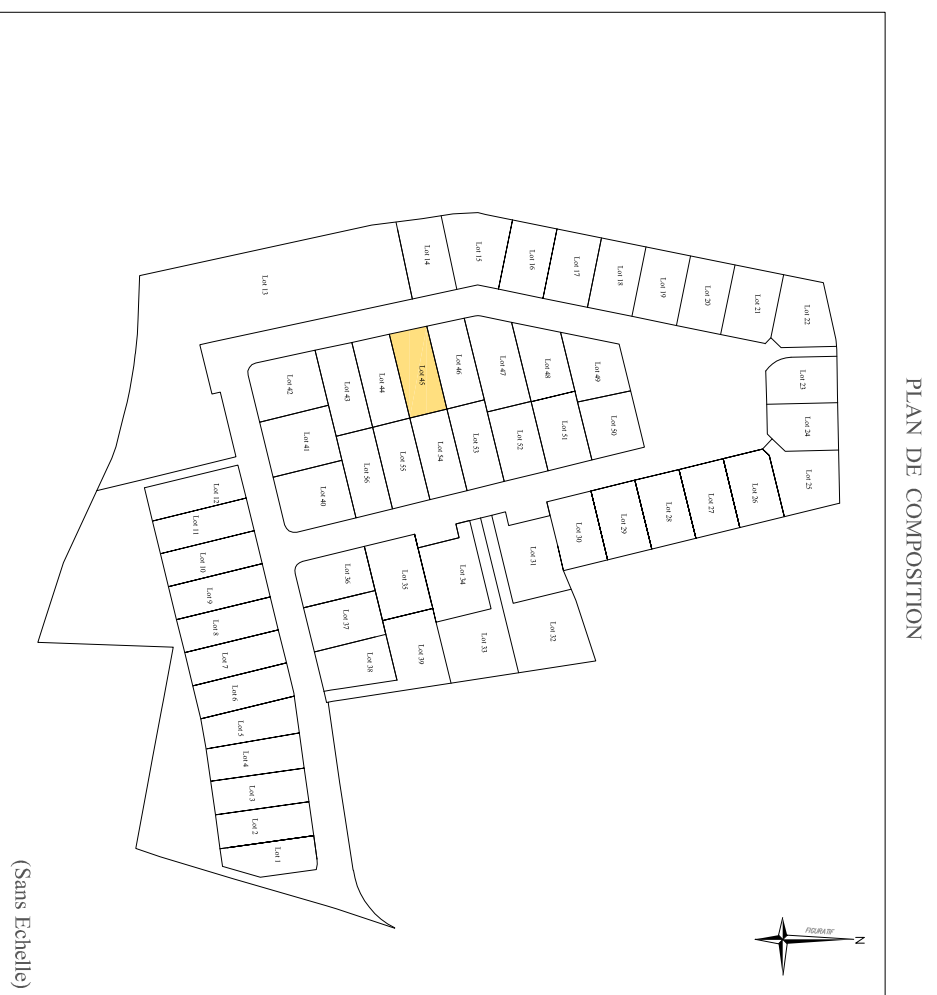 PLAN DE COMPOSITION
Lot 22
Lot 23
Lot 24
Lot 25
Lot 21
Lot 26
Lot 20
Lot 27
Lot 19
Lot 28
Lot 18
Lot 49
Lot 50
Lot 29
Lot 17
Lot 48
Lot 51
Lot 30
Lot 16
Lot 47
Lot 52
Lot 31
Lot 32
Lot 15
Lot 46
Lot 53
Lot 34
Lot 33
Lot 14
Lot 45
Lot 54
Lot 35
Lot 39
Lot 44
Lot 55
Lot 43
Lot 56
Lot 36
Lot 37
Lot 38
Lot 13
Lot 42
Lot 41
Lot 40
Lot 12
Lot 11
Lot 10
Lot 9
Lot 8
Lot 7
Lot 6
Lot 5
Lot 4
Lot 3
Lot 2
Lot 1
N
FIGURATIF
(Sans Echelle)